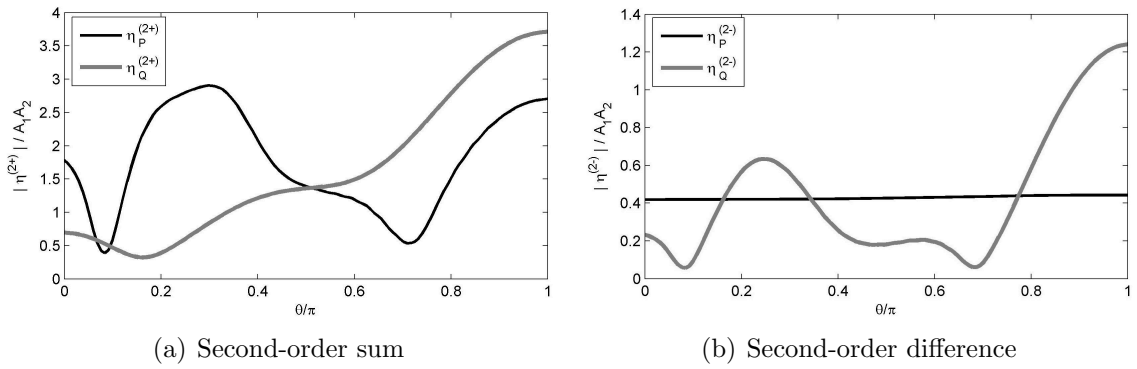 4
3.5
3
2.5
2
1.5
1
0.5
0
| η^(2+) | / A₁A₂
η_P^(2+)
η_Q^(2+)
0 0.2 0.4 0.6 0.8 1
θ/π
(a) Second-order sum
1.4
1.2
1
0.8
0.6
0.4
0.2
0
| η^(2-) | / A₁A₂
η_P^(2-)
η_Q^(2-)
0 0.2 0.4 0.6 0.8 1
θ/π
(b) Second-order difference